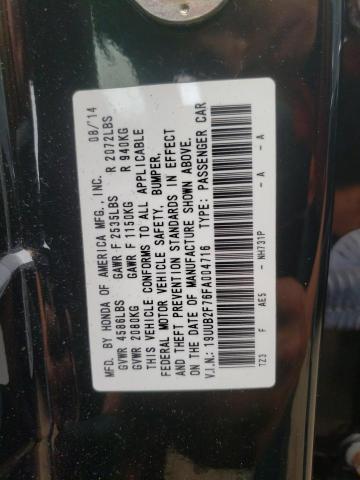 MFD. BY HONDA OF AMERICA MFG., INC. 08/'14
GVWR 4586LBS GAWR F 2535LBS R 2072LBS
GVWR 2080KG GAWR F 1150KG R 940KG
THIS VEHICLE CONFORMS TO ALL APPLICABLE
FEDERAL MOTOR VEHICLE SAFETY, BUMPER,
AND THEFT PREVENTION STANDARDS IN EFFECT
ON THE DATE OF MANUFACTURE SHOWN ABOVE.
V.I.N.: 19UUB2F76FA004716 TYPE: PASSENGER CAR
TZ3 F AE5 - NH731P - A - A